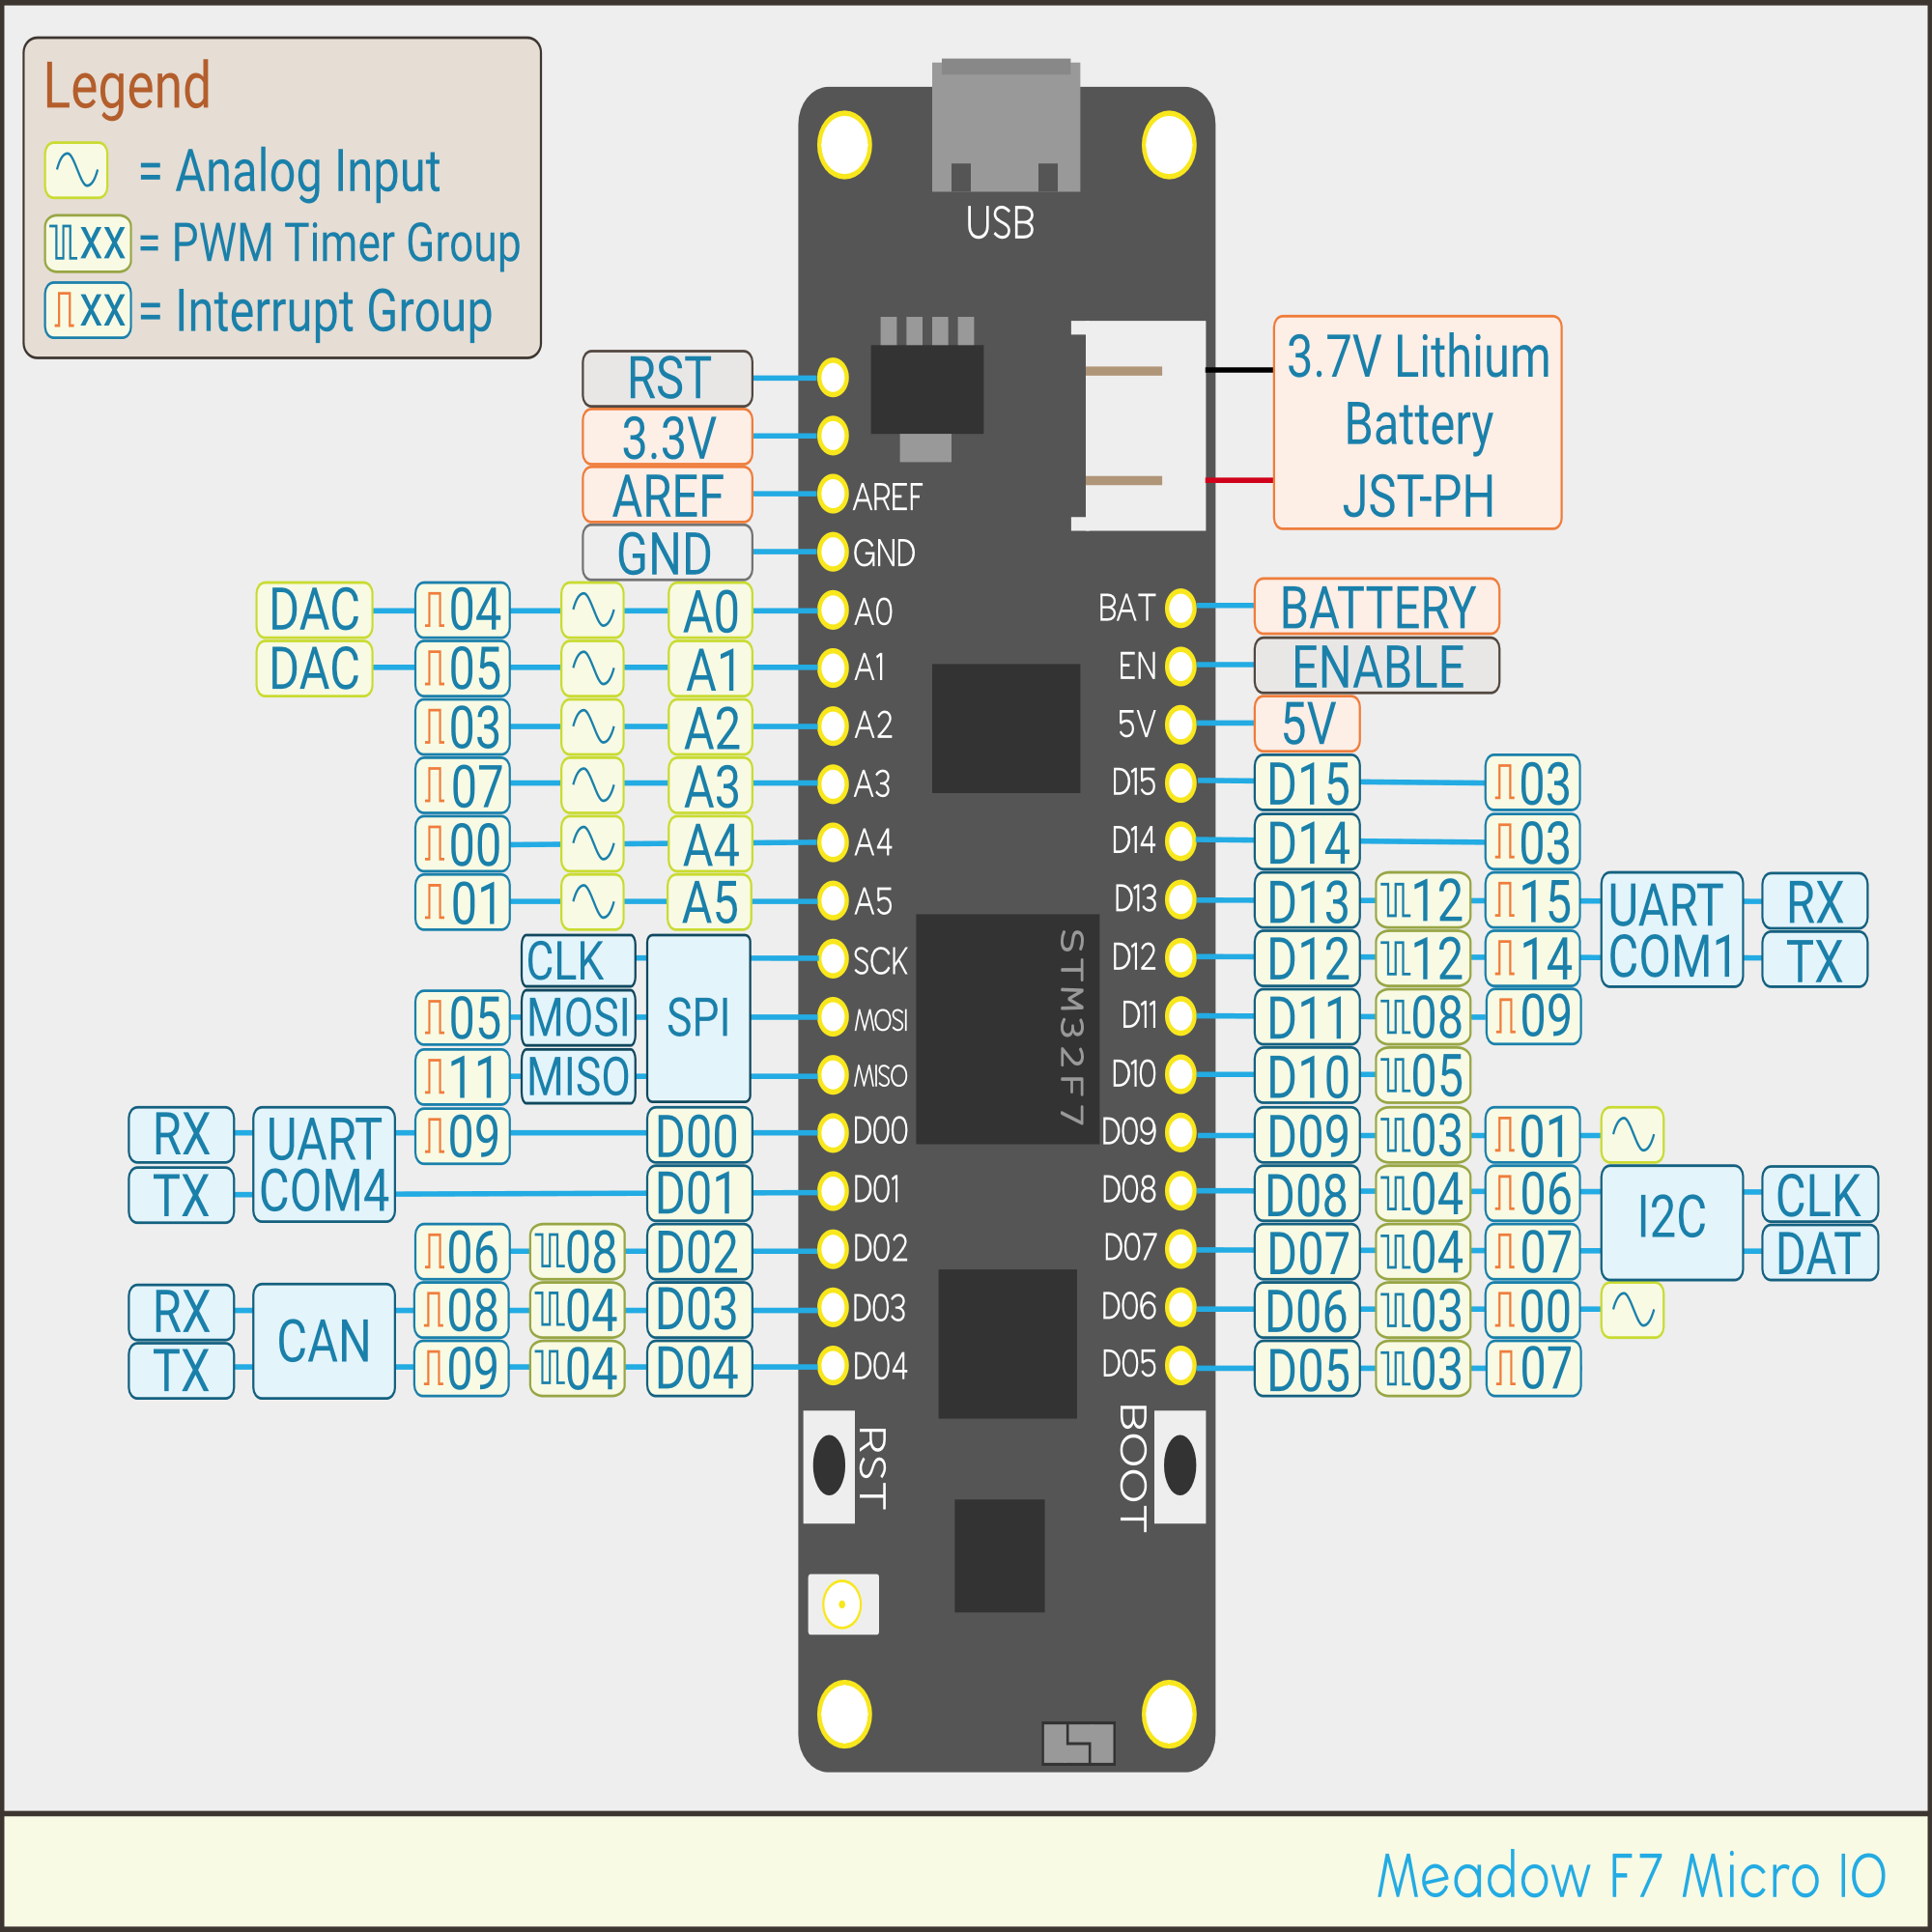 Legend
= Analog Input
XX = PWM Timer Group
XX = Interrupt Group
USB
RST
3.3V
AREF AREF
GND GND
DAC 04 A0 A0
DAC 05 A1 A1
03 A2 A2
07 A3 A3
00 A4 A4
01 A5 A5
CLK SCK
05 MOSI SPI MOSI
11 MISO MISO
RX UART 09 D00 D00
TX COM4 D01 D01
06 08 D02 D02
RX 08 04 D03 D03
CAN
TX 09 04 D04 D04
3.7V Lithium
Battery
JST-PH
BAT BATTERY
EN ENABLE
5V 5V
D15 D15 03
D14 D14 03
D13 D13 12 15 UART RX
D12 D12 12 14 COM1 TX
D11 D11 08 09
D10 D10 05
D09 D09 03 01
D08 D08 04 06 CLK
I2C
D07 D07 04 07 DAT
D06 D06 03 00
D05 D05 03 07
STM32F7
RST
BOOT
Meadow F7 Micro IO